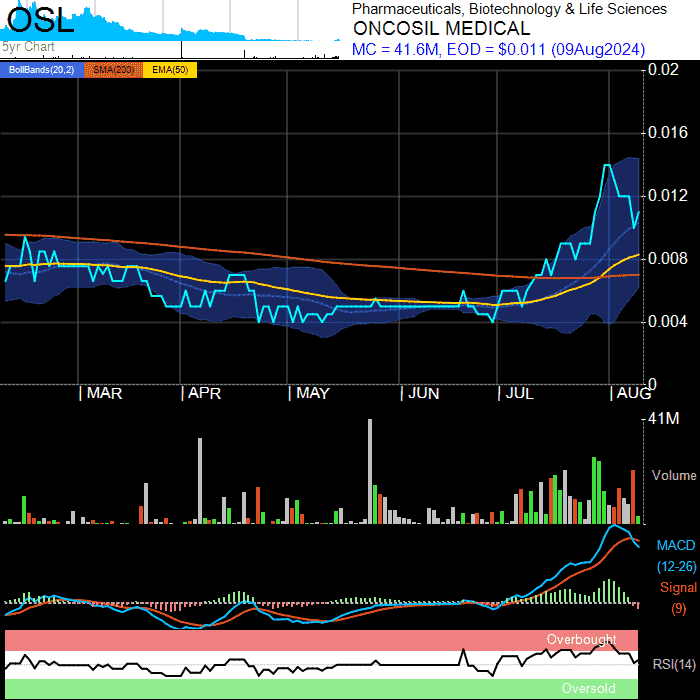 OSL
5yr Chart
Pharmaceuticals, Biotechnology & Life Sciences
ONCOSIL MEDICAL
MC = 41.6M, EOD = $0.011 (09Aug2024)
BollBands(20,2) SMA(200) EMA(50)
0.02
0.016
0.012
0.008
0.004
0
MAR APR MAY JUN JUL AUG
41M
Volume
MACD
(12-26)
Signal
(9)
Overbought
RSI(14)
Oversold